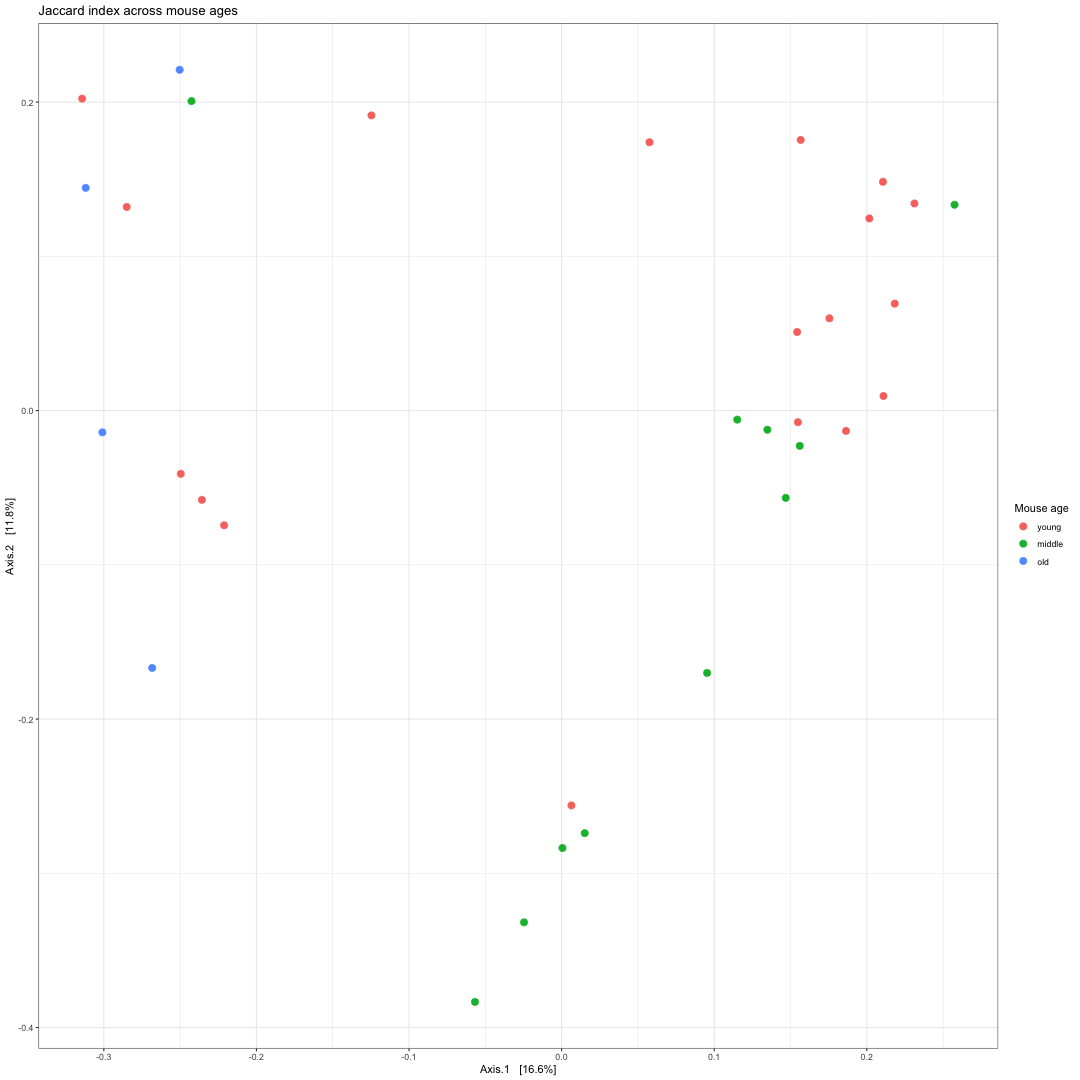 Jaccard index across mouse ages
0.2
0.0
-0.2
-0.4
Axis.2 [11.8%]
-0.3 -0.2 -0.1 0.0 0.1 0.2
Axis.1 [16.6%]
Mouse age
young
middle
old